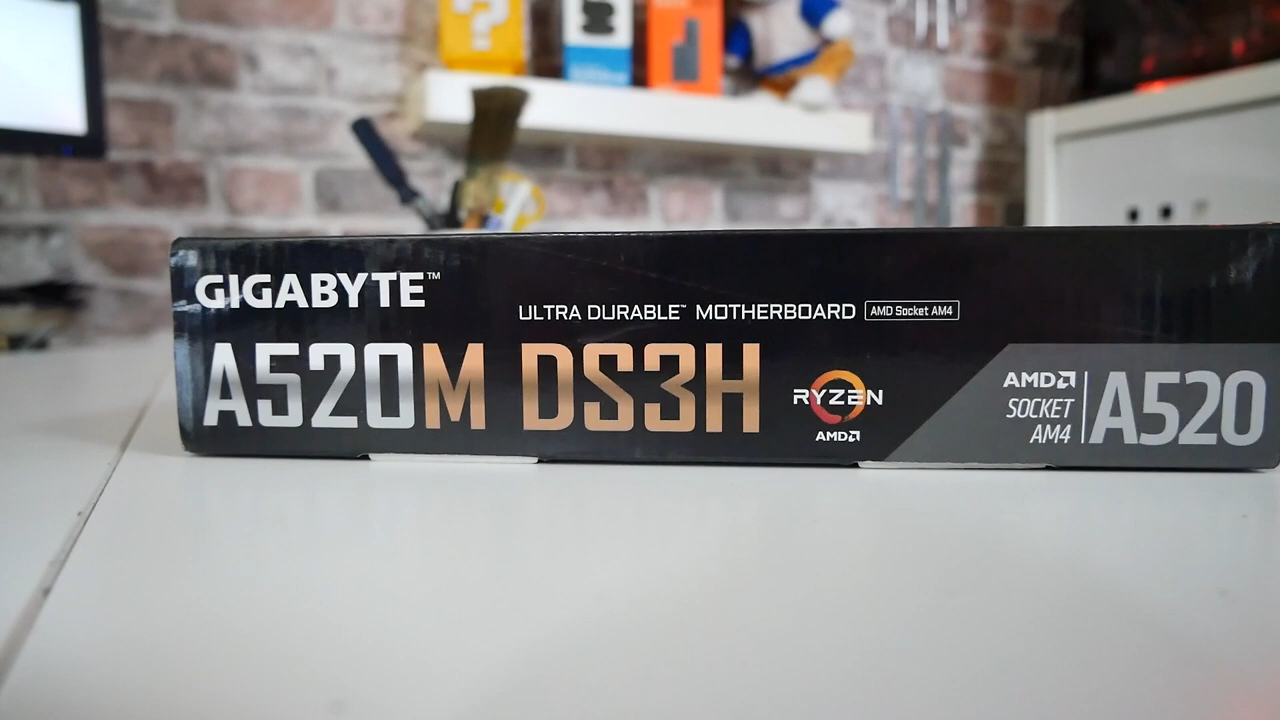 GIGABYTE™
ULTRA DURABLE™ MOTHERBOARD AMD Socket AM4
A520M DS3H
RYZEN
AMD
AMD
SOCKET
AM4
A520
?